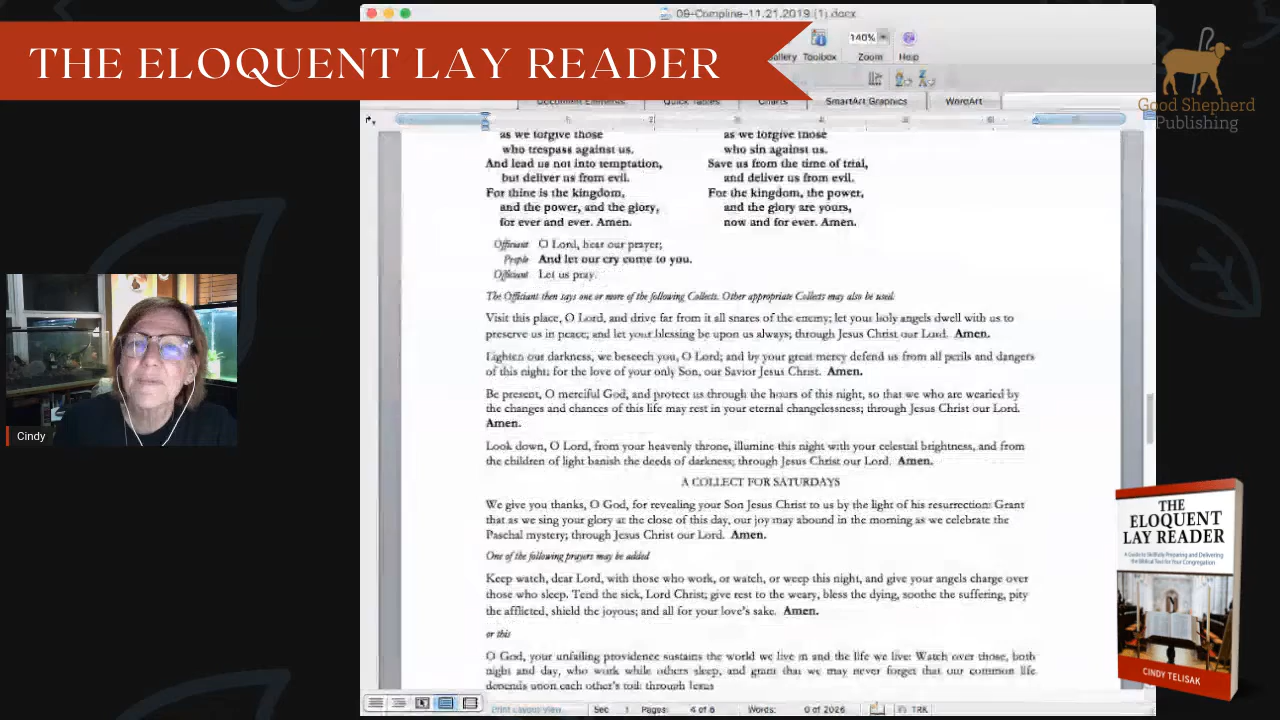 08-Compline-11.21.2019 (1).docx
THE ELOQUENT LAY READER
140%
allery Toolbox Zoom Help
Document Elements Quick Tables Charts SmartArt Graphics WordArt
Good Shepherd
Publishing
as we forgive those
who trespass against us.
And lead us not into temptation,
but deliver us from evil.
For thine is the kingdom,
and the power, and the glory,
for ever and ever. Amen.
as we forgive those
who sin against us.
Save us from the time of trial,
and deliver us from evil.
For the kingdom, the power,
and the glory are yours,
now and for ever. Amen.
Officiant O Lord, hear our prayer;
People And let our cry come to you.
Officiant Let us pray.
The Officiant then says one or more of the following Collects. Other appropriate Collects may also be used.
Visit this place, O Lord, and drive far from it all snares of the enemy; let your holy angels dwell with us to
preserve us in peace; and let your blessing be upon us always; through Jesus Christ our Lord. Amen.
Lighten our darkness, we beseech you, O Lord; and by your great mercy defend us from all perils and dangers
of this night; for the love of your only Son, our Savior Jesus Christ. Amen.
Be present, O merciful God, and protect us through the hours of this night, so that we who are wearied by
the changes and chances of this life may rest in your eternal changelessness; through Jesus Christ our Lord.
Amen.
Look down, O Lord, from your heavenly throne, illumine this night with your celestial brightness, and from
the children of light banish the deeds of darkness; through Jesus Christ our Lord. Amen.
A COLLECT FOR SATURDAYS
We give you thanks, O God, for revealing your Son Jesus Christ to us by the light of his resurrection: Grant
that as we sing your glory at the close of this day, our joy may abound in the morning as we celebrate the
Paschal mystery; through Jesus Christ our Lord. Amen.
One of the following prayers may be added
Keep watch, dear Lord, with those who work, or watch, or weep this night, and give your angels charge over
those who sleep. Tend the sick, Lord Christ; give rest to the weary, bless the dying, soothe the suffering, pity
the afflicted, shield the joyous; and all for your love's sake. Amen.
or this
O God, your unfailing providence sustains the world we live in and the life we live: Watch over those, both
night and day, who work while others sleep, and grant that we may never forget that our common life
depends upon each other's toil; through Jesus
Cindy
THE
ELOQUENT
LAY READER
A Guide to Skillfully Preparing and Delivering
the Biblical Text for Your Congregation
CINDY TELISAK
Print Layout View Sec 1 Pages: 4 of 6 Words: 0 of 2026 TRK